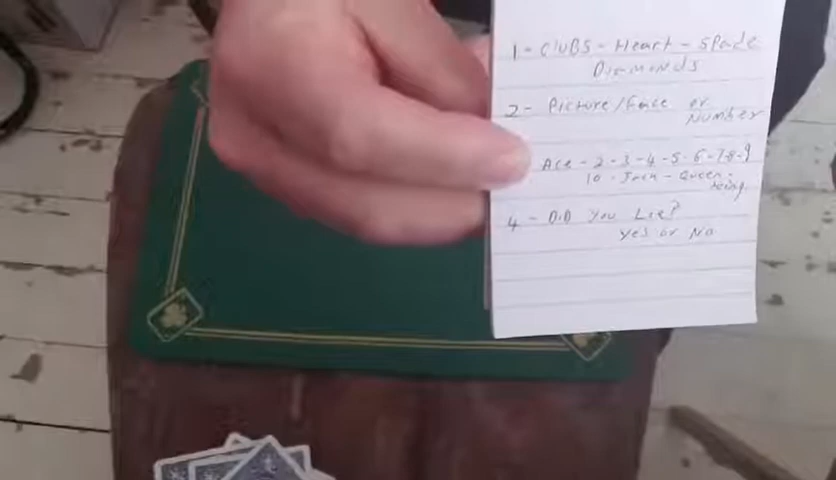 1 - CLUBS - Heart - Spade
Diamonds
2 - Picture/Face or
Number
Ace - 2 - 3 - 4 - 5 - 6 - 7 - 8 - 9
10 - Jack - Queen -
King
4 - DiD You Lie?
Yes or No